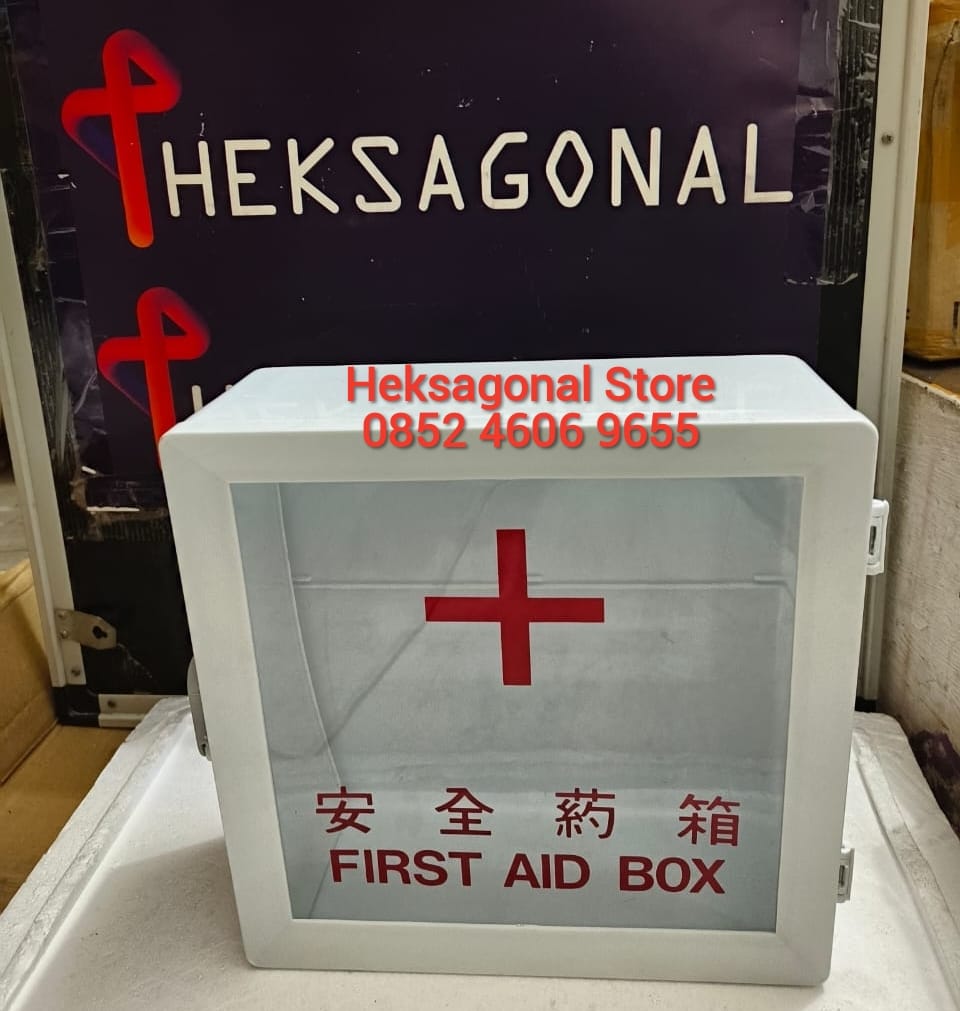 HEKSAGONAL
Heksagonal Store
0852 4606 9655
安全葯箱
FIRST AID BOX